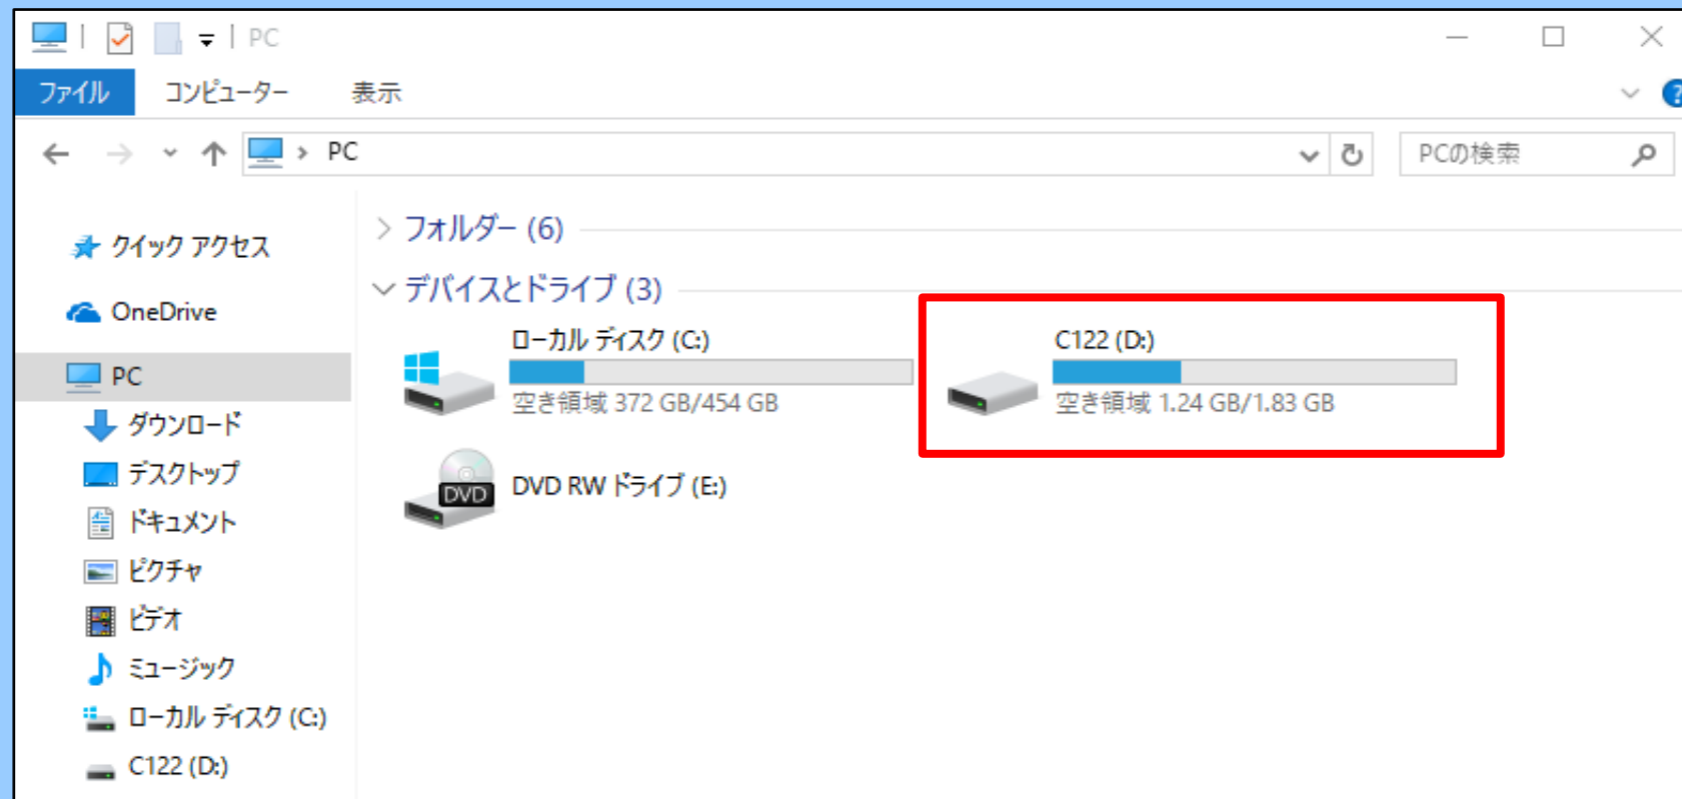 PC
ファイル コンピューター 表示
PC
PCの検索
クイック アクセス
OneDrive
PC
ダウンロード
デスクトップ
ドキュメント
ピクチャ
ビデオ
ミュージック
ローカル ディスク (C:)
C122 (D:)
フォルダー (6)
デバイスとドライブ (3)
ローカル ディスク (C:)
空き領域 372 GB/454 GB
C122 (D:)
空き領域 1.24 GB/1.83 GB
DVD
DVD RW ドライブ (E:)